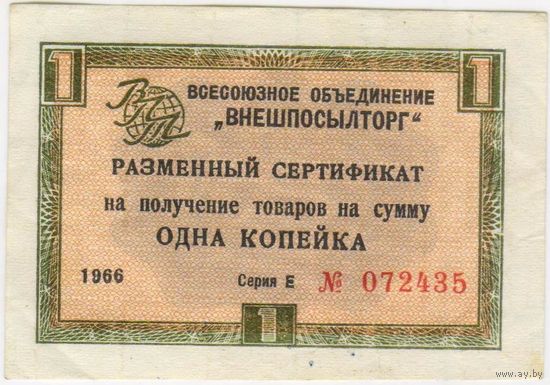 1 1
ВПТ
ВСЕСОЮЗНОЕ ОБЪЕДИНЕНИЕ
„ВНЕШПОСЫЛТОРГ“
РАЗМЕННЫЙ СЕРТИФИКАТ
на получение товаров на сумму
ОДНА КОПЕЙКА
1966 Серия Е № 072435
1
www.ay.by